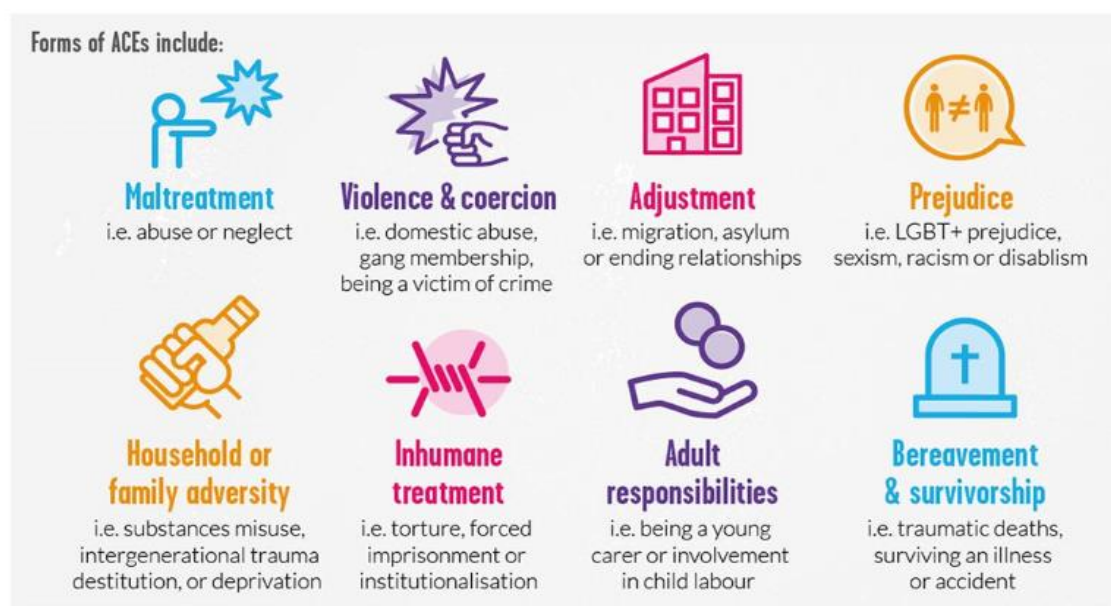 Forms of ACEs include:
Maltreatment
i.e. abuse or neglect
Violence & coercion
i.e. domestic abuse,
gang membership,
being a victim of crime
Adjustment
i.e. migration, asylum
or ending relationships
Prejudice
i.e. LGBT+ prejudice,
sexism, racism or disablism
Household or
family adversity
i.e. substances misuse,
intergenerational trauma
destitution, or deprivation
Inhumane
treatment
i.e. torture, forced
imprisonment or
institutionalisation
Adult
responsibilities
i.e. being a young
carer or involvement
in child labour
Bereavement
& survivorship
i.e. traumatic deaths,
surviving an illness
or accident